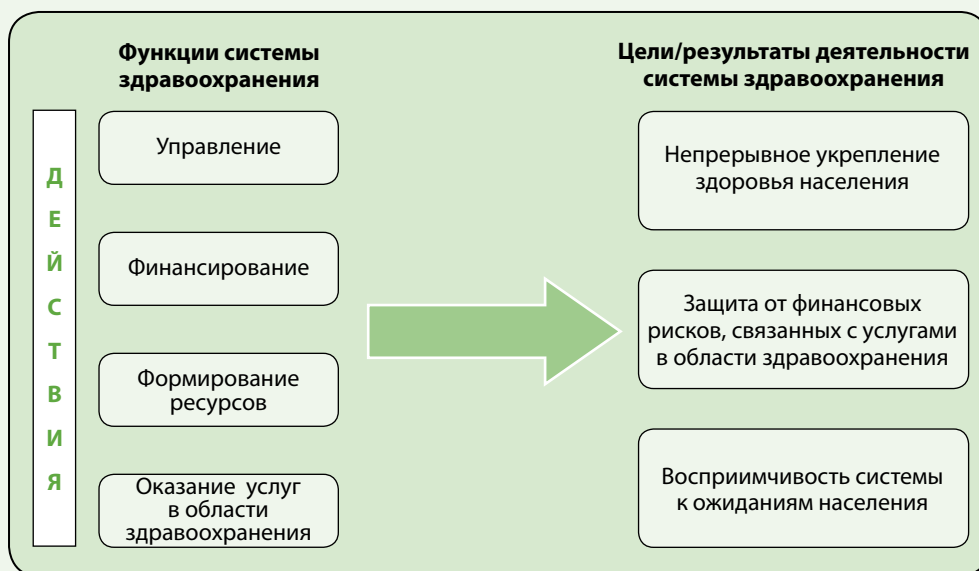 Функции системы
здравоохранения
Цели/результаты деятельности
системы здравоохранения
ДЕЙСТВИЯ
Управление
Финансирование
Формирование
ресурсов
Оказание услуг
в области
здравоохранения
Непрерывное укрепление
здоровья населения
Защита от финансовых
рисков, связанных с услугами
в области здравоохранения
Восприимчивость системы
к ожиданиям населения